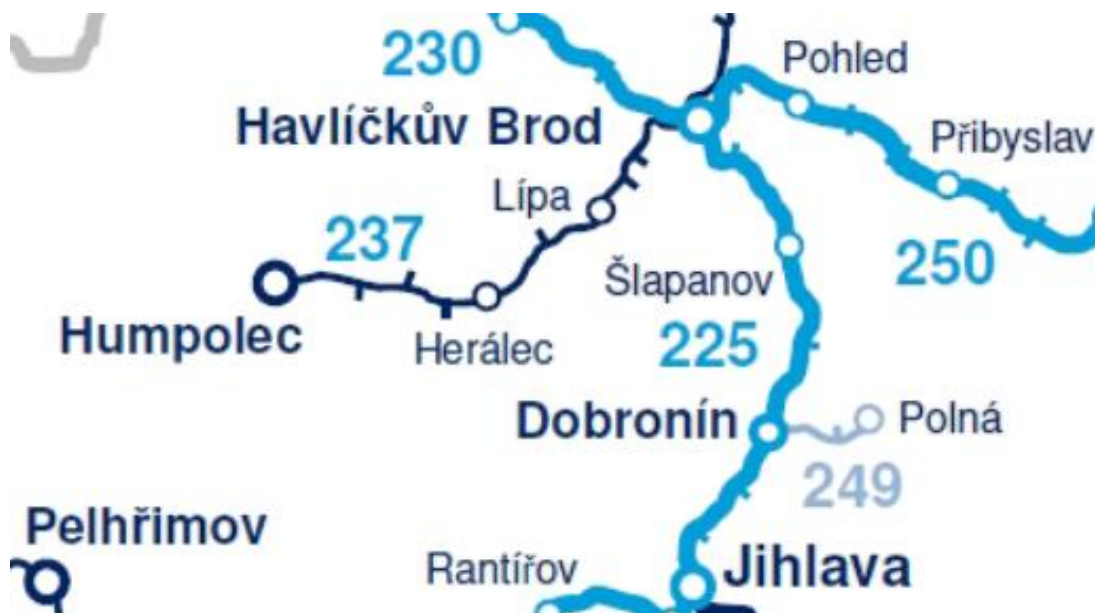 230
Pohled
Havlíčkův Brod
Přibyslav
Lípa
237
250
Šlapanov
Humpolec
Herálec
225
Dobronín
Polná
249
Pelhřimov
Rantířov
Jihlava